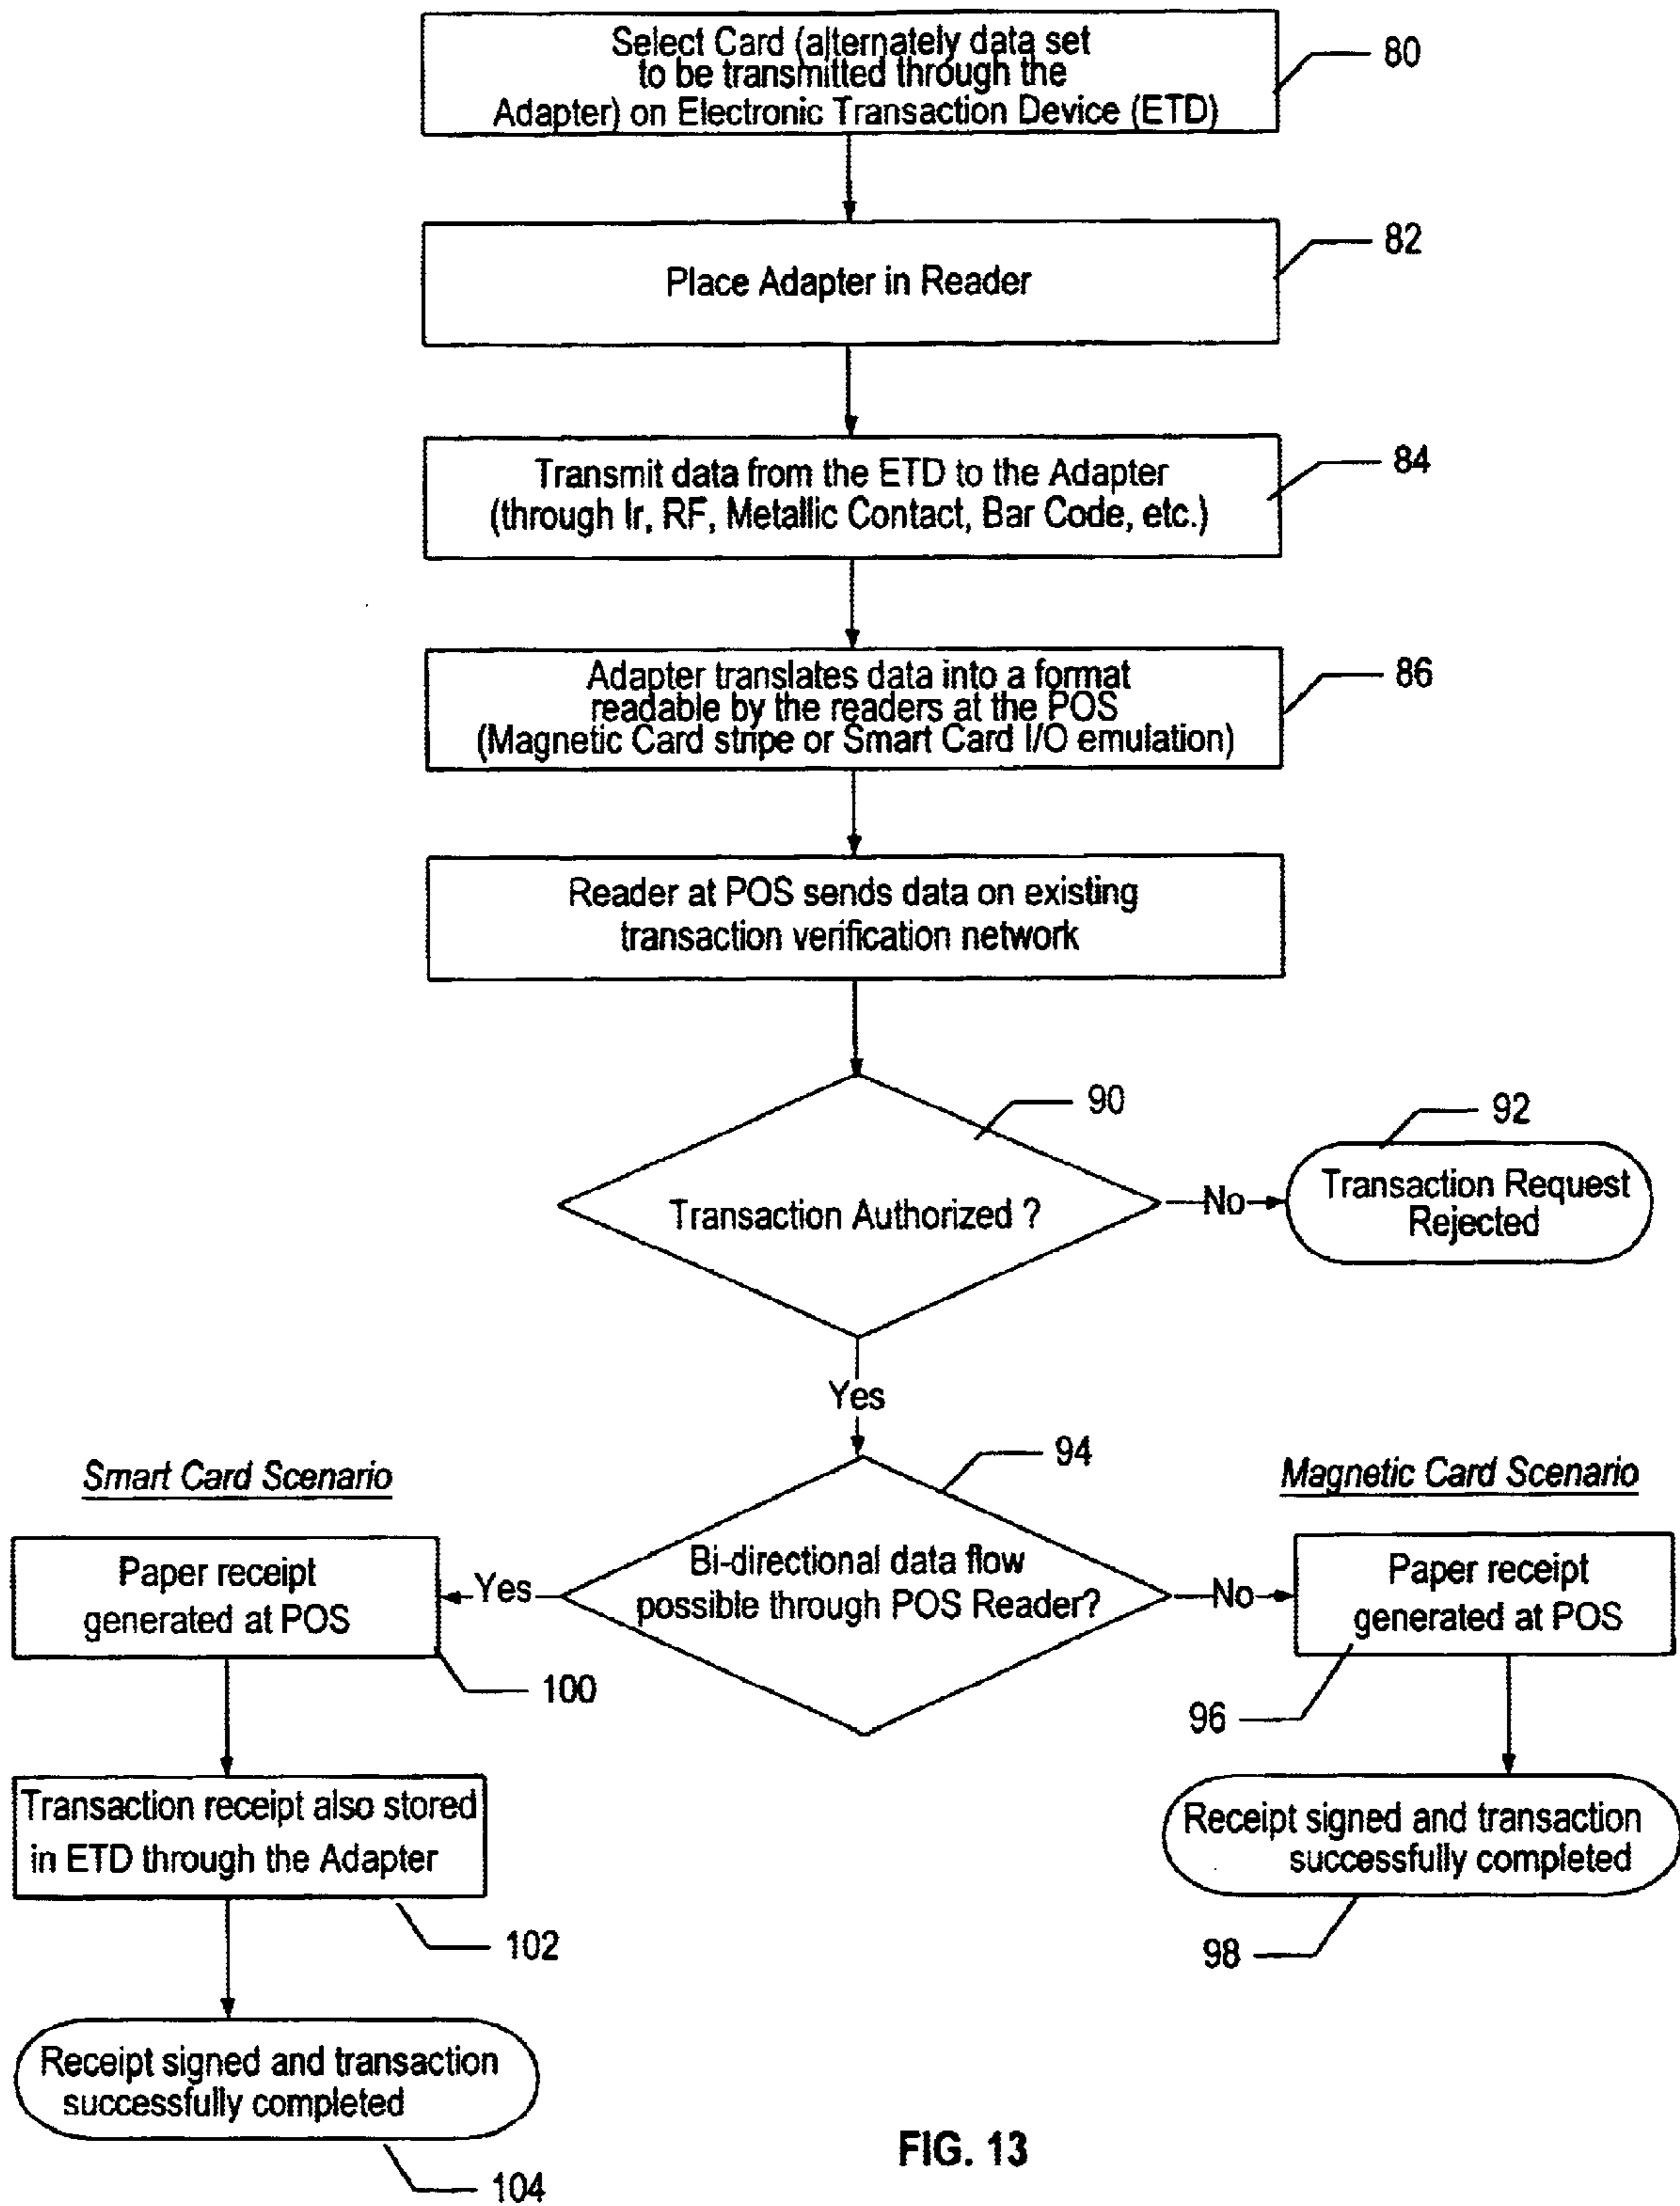 Select Card (alternately data set
to be transmitted through the
Adapter) on Electronic Transaction Device (ETD)
80
Place Adapter in Reader
82
Transmit data from the ETD to the Adapter
(through Ir, RF, Metallic Contact, Bar Code, etc.)
84
Adapter translates data into a format
readable by the readers at the POS
(Magnetic Card stripe or Smart Card I/O emulation)
86
Reader at POS sends data on existing
transaction verification network
90
Transaction Authorized ?
No
92
Transaction Request
Rejected
Yes
94
Bi-directional data flow
possible through POS Reader?
Smart Card Scenario
Yes
Paper receipt
generated at POS
100
Transaction receipt also stored
in ETD through the Adapter
102
Receipt signed and transaction
successfully completed
104
Magnetic Card Scenario
No
Paper receipt
generated at POS
96
Receipt signed and transaction
successfully completed
98
FIG. 13